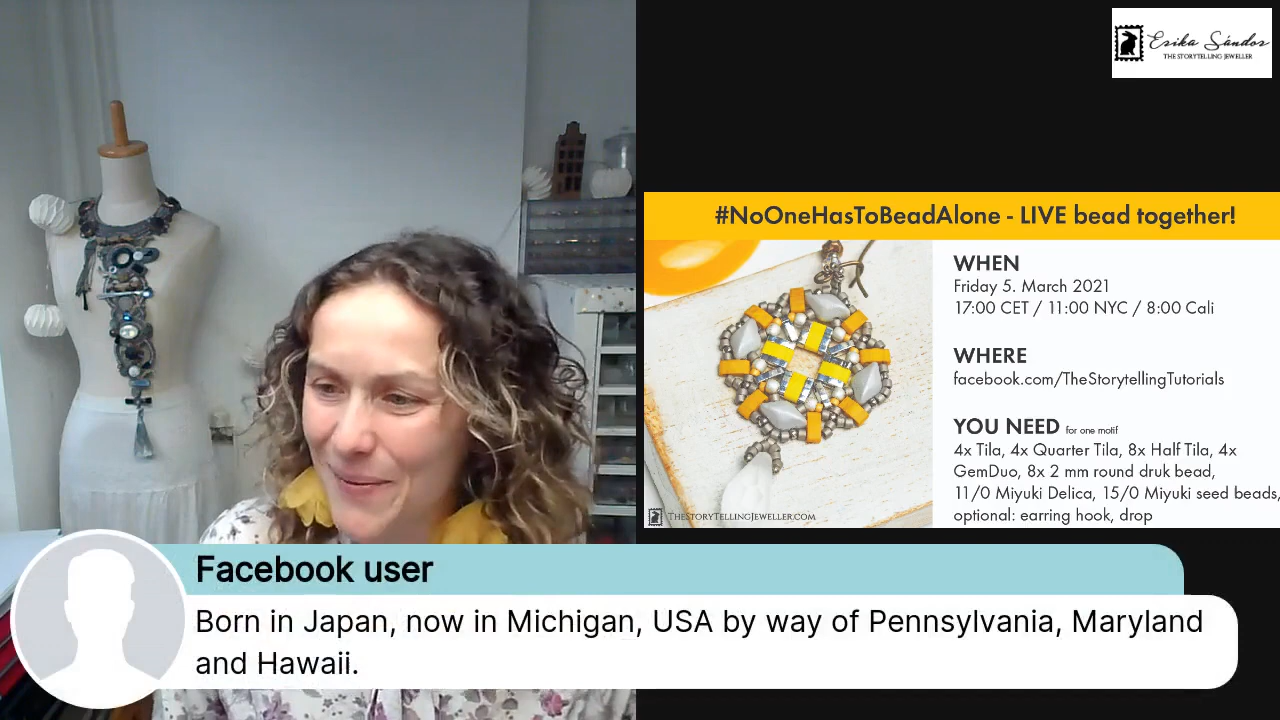 Erika Sándor
THE STORYTELLING JEWELLER
#NoOneHasToBeadAlone - LIVE bead together!
WHEN
Friday 5. March 2021
17:00 CET / 11:00 NYC / 8:00 Cali
WHERE
facebook.com/TheStorytellingTutorials
YOU NEED for one motif
4x Tila, 4x Quarter Tila, 8x Half Tila, 4x
GemDuo, 8x 2 mm round druk bead,
11/0 Miyuki Delica, 15/0 Miyuki seed beads,
optional: earring hook, drop
THESTORYTELLINGJEWELLER.COM
Facebook user
Born in Japan, now in Michigan, USA by way of Pennsylvania, Maryland
and Hawaii.